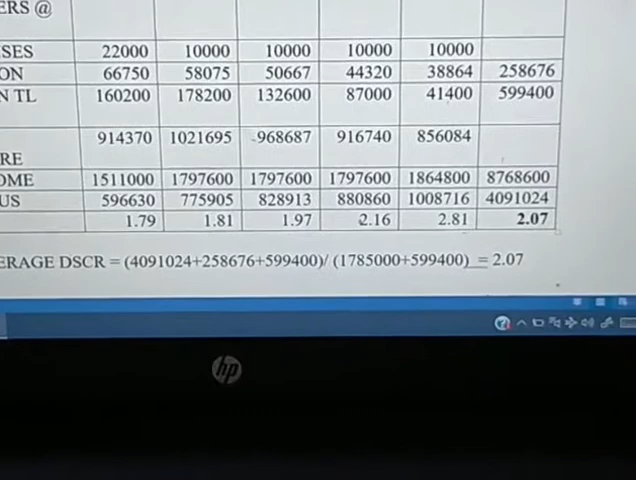 ERS @
SES 22000 10000 10000 10000 10000
ON 66750 58075 50667 44320 38864 258676
N TL 160200 178200 132600 87000 41400 599400
914370 1021695 968687 916740 856084
RE
OME 1511000 1797600 1797600 1797600 1864800 8768600
US 596630 775905 828913 880860 1008716 4091024
1.79 1.81 1.97 2.16 2.81 2.07
ERAGE DSCR = (4091024+258676+599400)/ (1785000+599400) = 2.07
hp